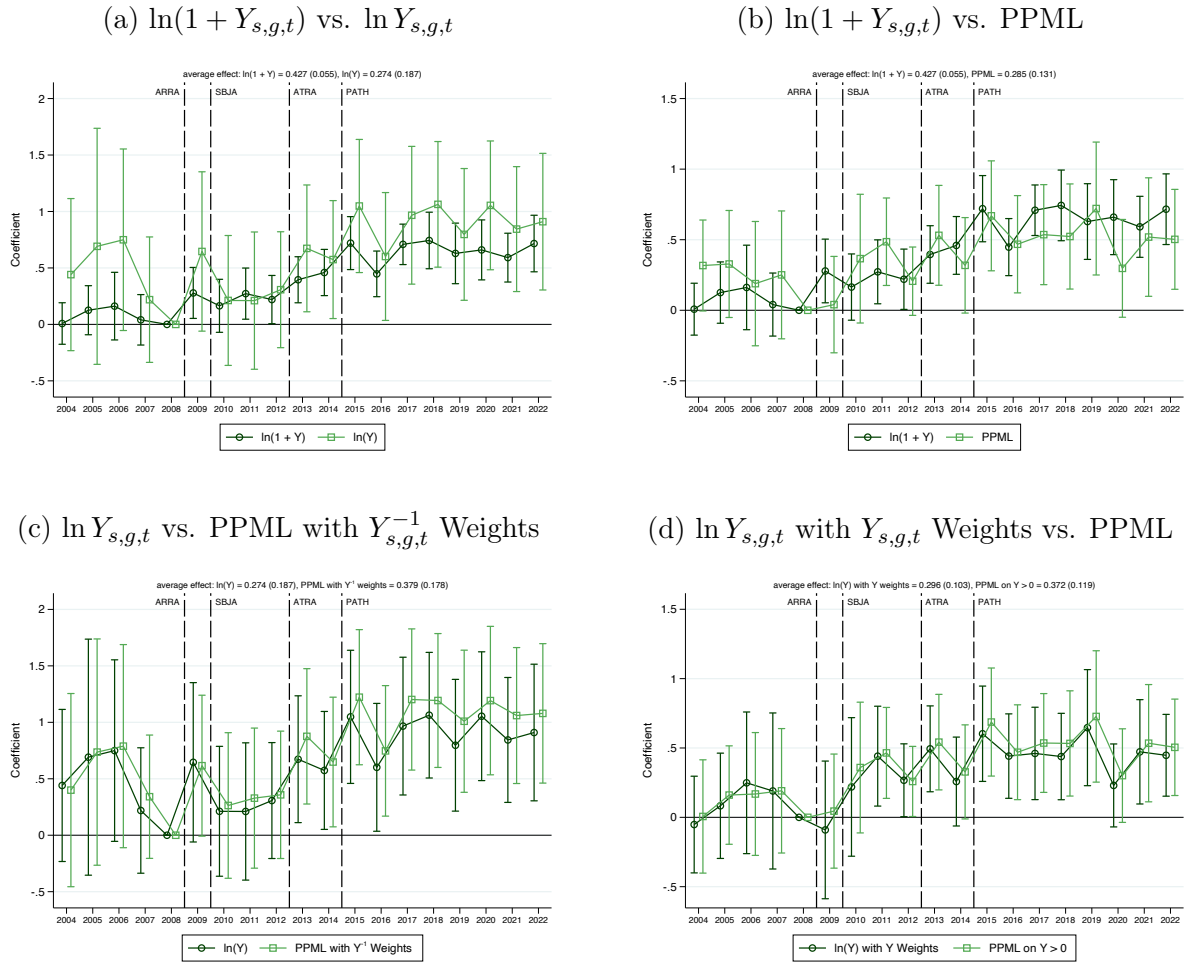 (a) ln(1 + Y_{s,g,t}) vs. ln Y_{s,g,t}
average effect: ln(1 + Y) = 0.427 (0.055), ln(Y) = 0.274 (0.187)
ARRA SBJA ATRA PATH
2
1.5
1
.5
0
-.5
Coefficient
2004 2005 2006 2007 2008 2009 2010 2011 2012 2013 2014 2015 2016 2017 2018 2019 2020 2021 2022
ln(1 + Y) ln(Y)
(b) ln(1 + Y_{s,g,t}) vs. PPML
average effect: ln(1 + Y) = 0.427 (0.055), PPML = 0.285 (0.131)
ARRA SBJA ATRA PATH
1.5
1
.5
0
-.5
Coefficient
2004 2005 2006 2007 2008 2009 2010 2011 2012 2013 2014 2015 2016 2017 2018 2019 2020 2021 2022
ln(1 + Y) PPML
(c) ln Y_{s,g,t} vs. PPML with Y_{s,g,t}^{-1} Weights
average effect: ln(Y) = 0.274 (0.187), PPML with Y⁻¹ weights = 0.379 (0.178)
ARRA SBJA ATRA PATH
2
1.5
1
.5
0
-.5
Coefficient
2004 2005 2006 2007 2008 2009 2010 2011 2012 2013 2014 2015 2016 2017 2018 2019 2020 2021 2022
ln(Y) PPML with Y⁻¹ Weights
(d) ln Y_{s,g,t} with Y_{s,g,t} Weights vs. PPML
average effect: ln(Y) with Y weights = 0.296 (0.103), PPML on Y > 0 = 0.372 (0.119)
ARRA SBJA ATRA PATH
1.5
1
.5
0
-.5
Coefficient
2004 2005 2006 2007 2008 2009 2010 2011 2012 2013 2014 2015 2016 2017 2018 2019 2020 2021 2022
ln(Y) with Y Weights PPML on Y > 0